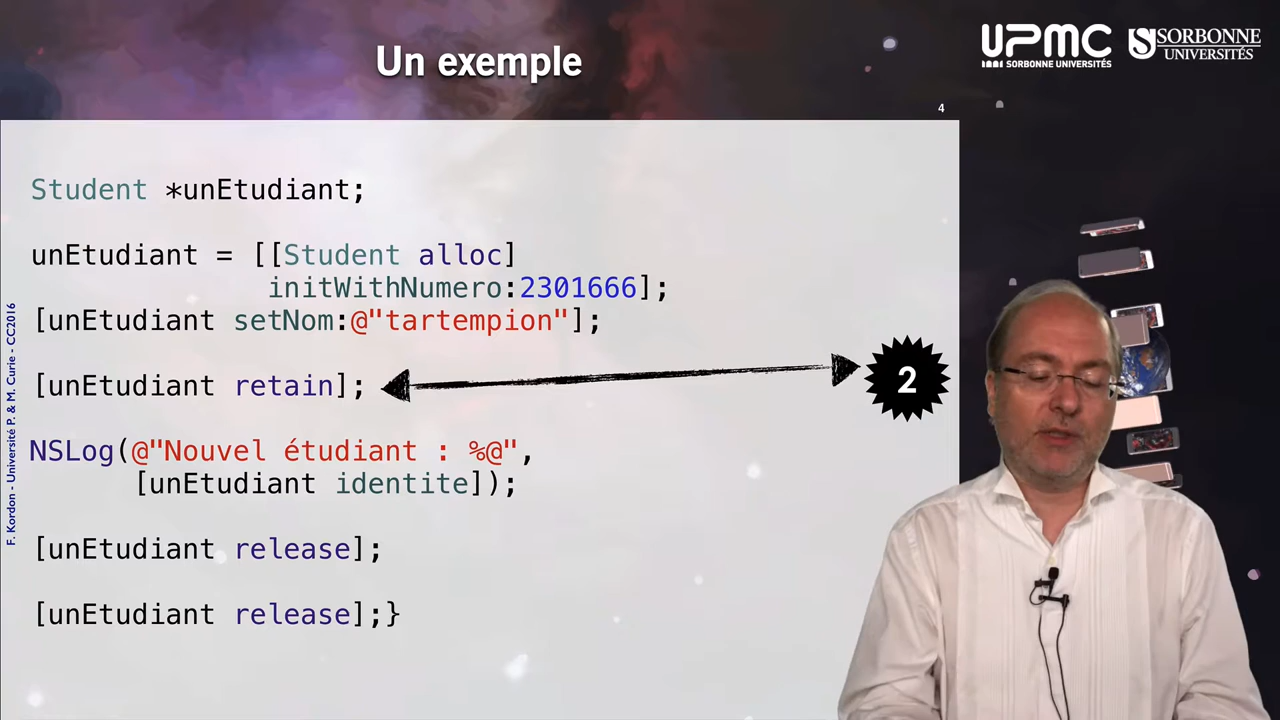 Un exemple
UPMC
SORBONNE UNIVERSITÉS
SORBONNE
UNIVERSITÉS
4
Student *unEtudiant;
unEtudiant = [[Student alloc]
initWithNumero:2301666];
[unEtudiant setNom:@"tartempion"];
[unEtudiant retain];
2
NSLog(@"Nouvel étudiant : %@",
[unEtudiant identite]);
[unEtudiant release];
[unEtudiant release];}
F. Kordon - Université P. & M. Curie - CC2016